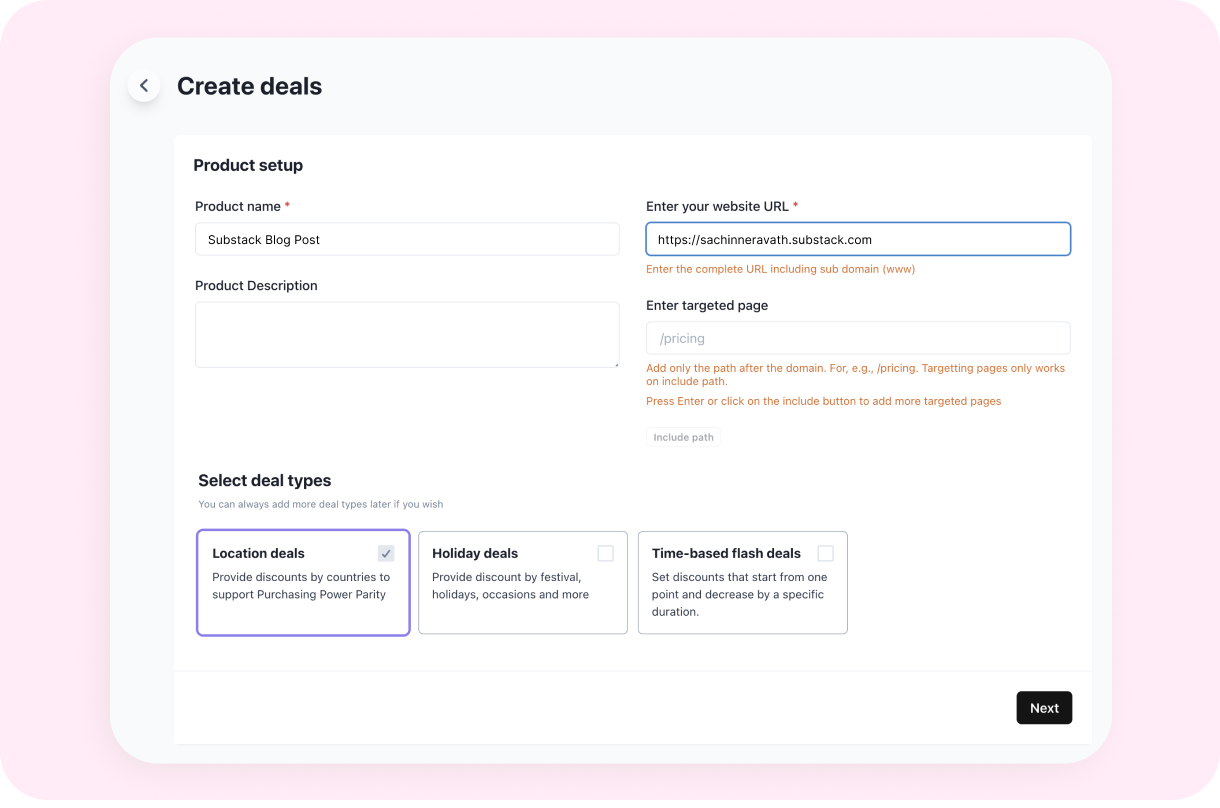 Create deals
Product setup
Product name *
Substack Blog Post
Product Description
Enter your website URL *
https://sachinneravath.substack.com
Enter the complete URL including sub domain (www)
Enter targeted page
/pricing
Add only the path after the domain. For, e.g., /pricing. Targetting pages only works
on include path.
Press Enter or click on the include button to add more targeted pages
Include path
Select deal types
You can always add more deal types later if you wish
Location deals
Provide discounts by countries to
support Purchasing Power Parity
Holiday deals
Provide discount by festival,
holidays, occasions and more
Time-based flash deals
Set discounts that start from one
point and decrease by a specific
duration.
Next